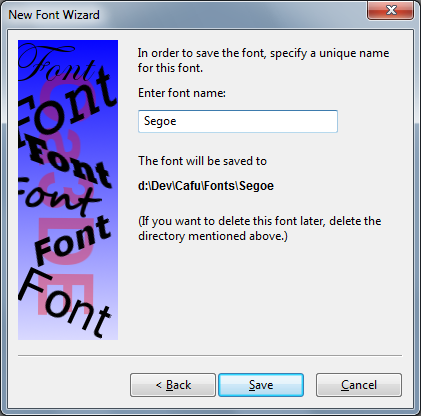 New Font Wizard
Font
Font
Font
Font
Font
Font
Ca3DE
In order to save the font, specify a unique name
for this font.
Enter font name:
Segoe
The font will be saved to
d:\Dev\Cafu\Fonts\Segoe
(If you want to delete this font later, delete the
directory mentioned above.)
< Back
Save
Cancel